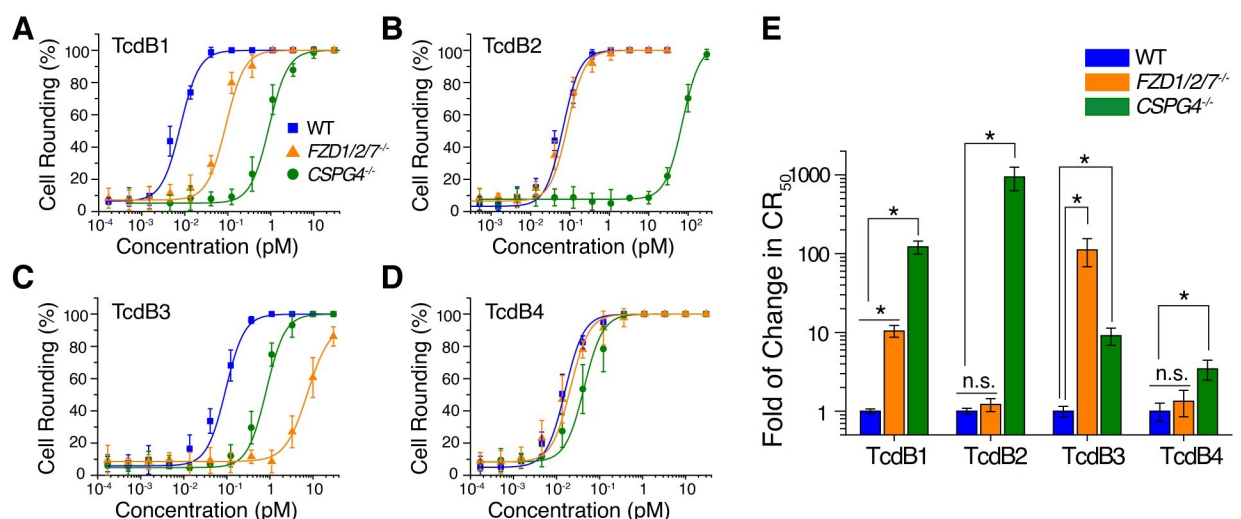 A
TcdB1
Cell Rounding (%)
100
80
60
40
20
0
WT
FZD1/2/7-/-
CSPG4-/-
10-4 10-3 10-2 10-1 1 10
Concentration (pM)
B
TcdB2
Cell Rounding (%)
100
80
60
40
20
0
10-3 10-2 10-1 1 10 102
Concentration (pM)
C
TcdB3
Cell Rounding (%)
100
80
60
40
20
0
10-4 10-3 10-2 10-1 1 10
Concentration (pM)
D
TcdB4
Cell Rounding (%)
100
80
60
40
20
0
10-4 10-3 10-2 10-1 1 10
Concentration (pM)
E
WT
FZD1/2/7-/-
CSPG4-/-
Fold of Change in CR50
1000
100
10
1
* *
n.s. *
* *
n.s. *
TcdB1 TcdB2 TcdB3 TcdB4